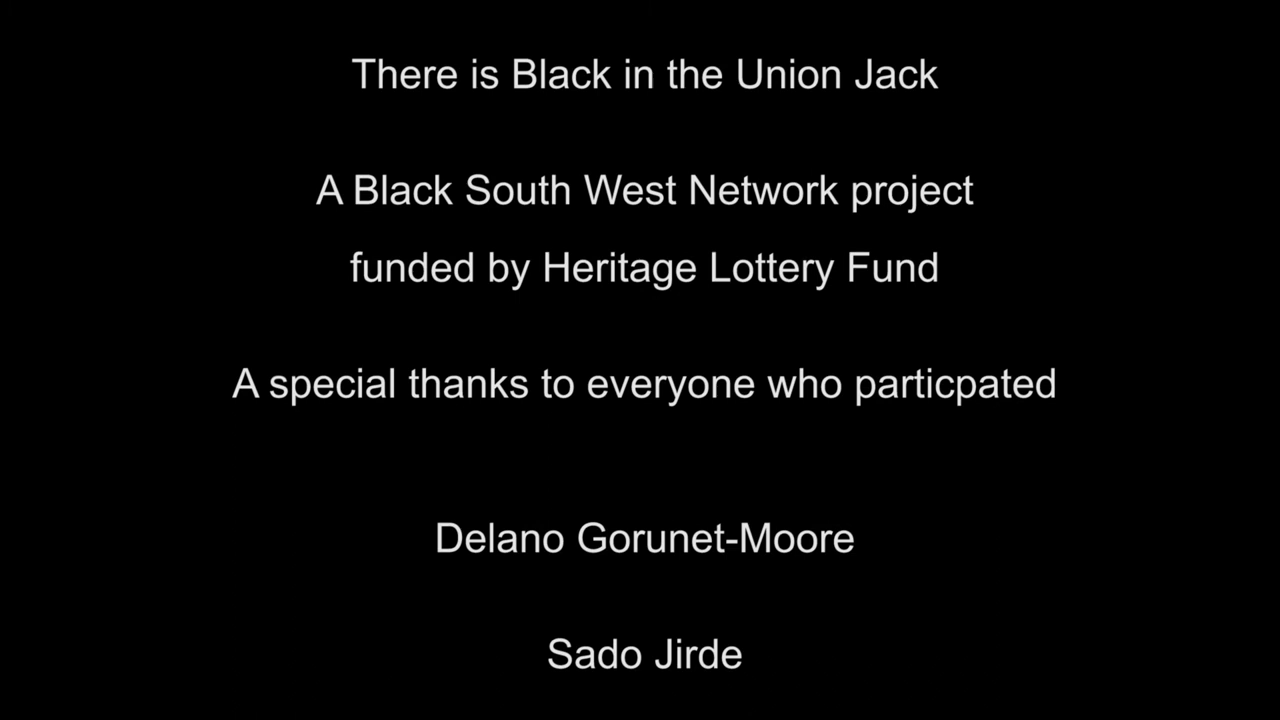 There is Black in the Union Jack
A Black South West Network project
funded by Heritage Lottery Fund
A special thanks to everyone who particpated
Delano Gorunet-Moore
Sado Jirde